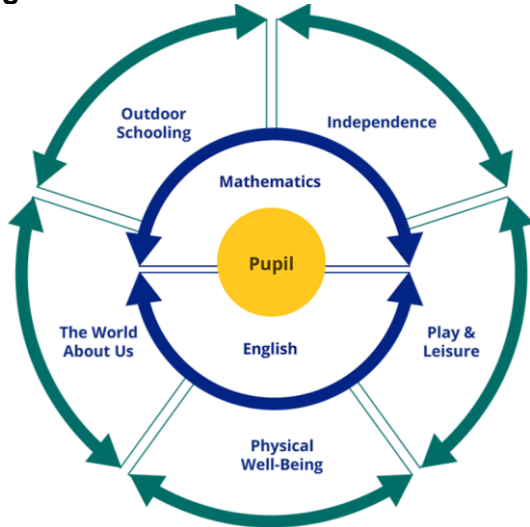 Outdoor
Schooling
Independence
Mathematics
Pupil
The World
About Us
English
Play &
Leisure
Physical
Well-Being